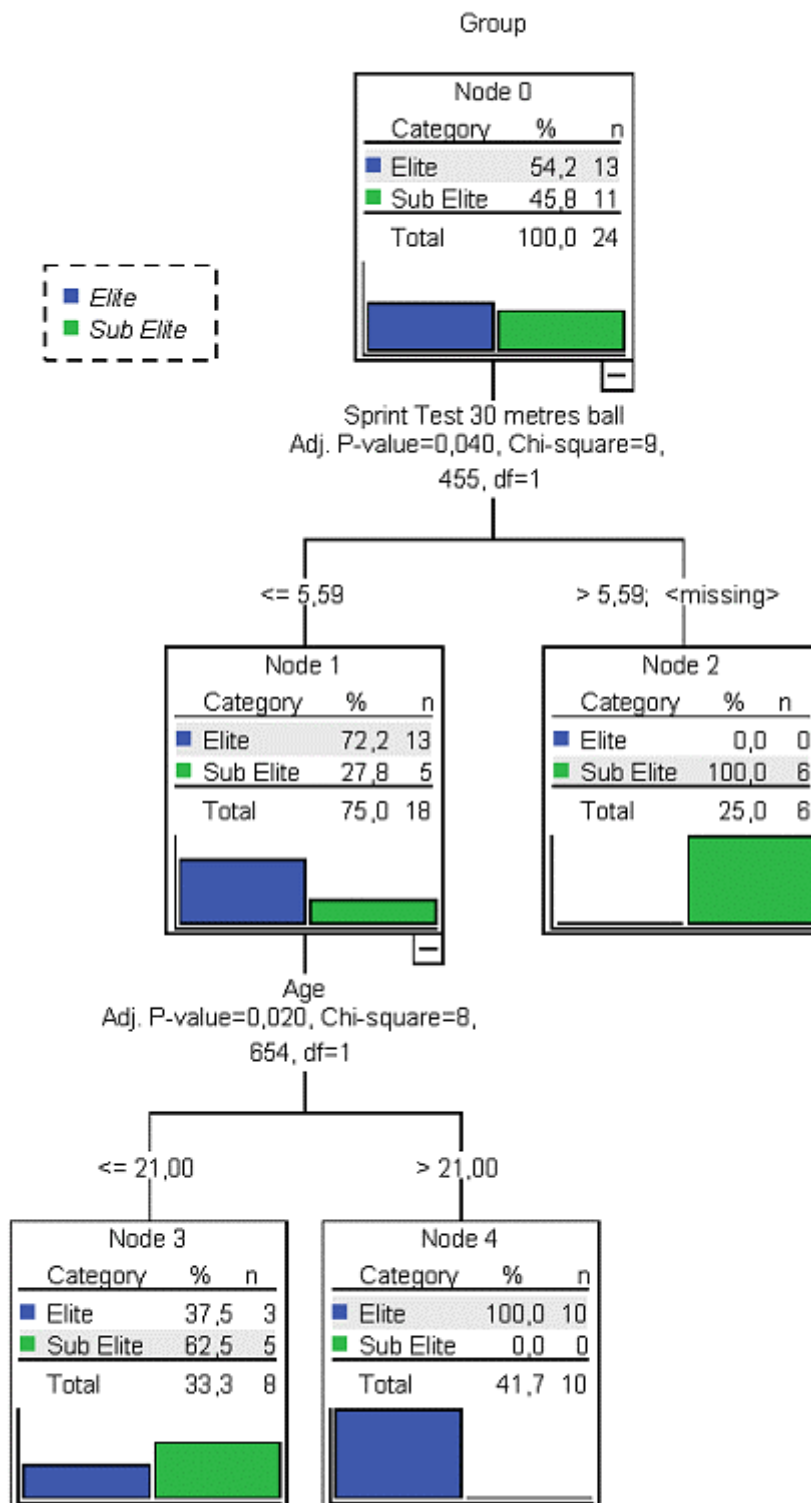 Group
Node 0
Category % n
Elite 54,2 13
Sub Elite 45,8 11
Total 100,0 24
Elite
Sub Elite
Sprint Test 30 metres ball
Adj. P-value=0,040, Chi-square=9,
455, df=1
<= 5,59
> 5,59; <missing>
Node 1
Category % n
Elite 72,2 13
Sub Elite 27,8 5
Total 75,0 18
Node 2
Category % n
Elite 0,0 0
Sub Elite 100,0 6
Total 25,0 6
Age
Adj. P-value=0,020, Chi-square=8,
654, df=1
<= 21,00
> 21,00
Node 3
Category % n
Elite 37,5 3
Sub Elite 62,5 5
Total 33,3 8
Node 4
Category % n
Elite 100,0 10
Sub Elite 0,0 0
Total 41,7 10